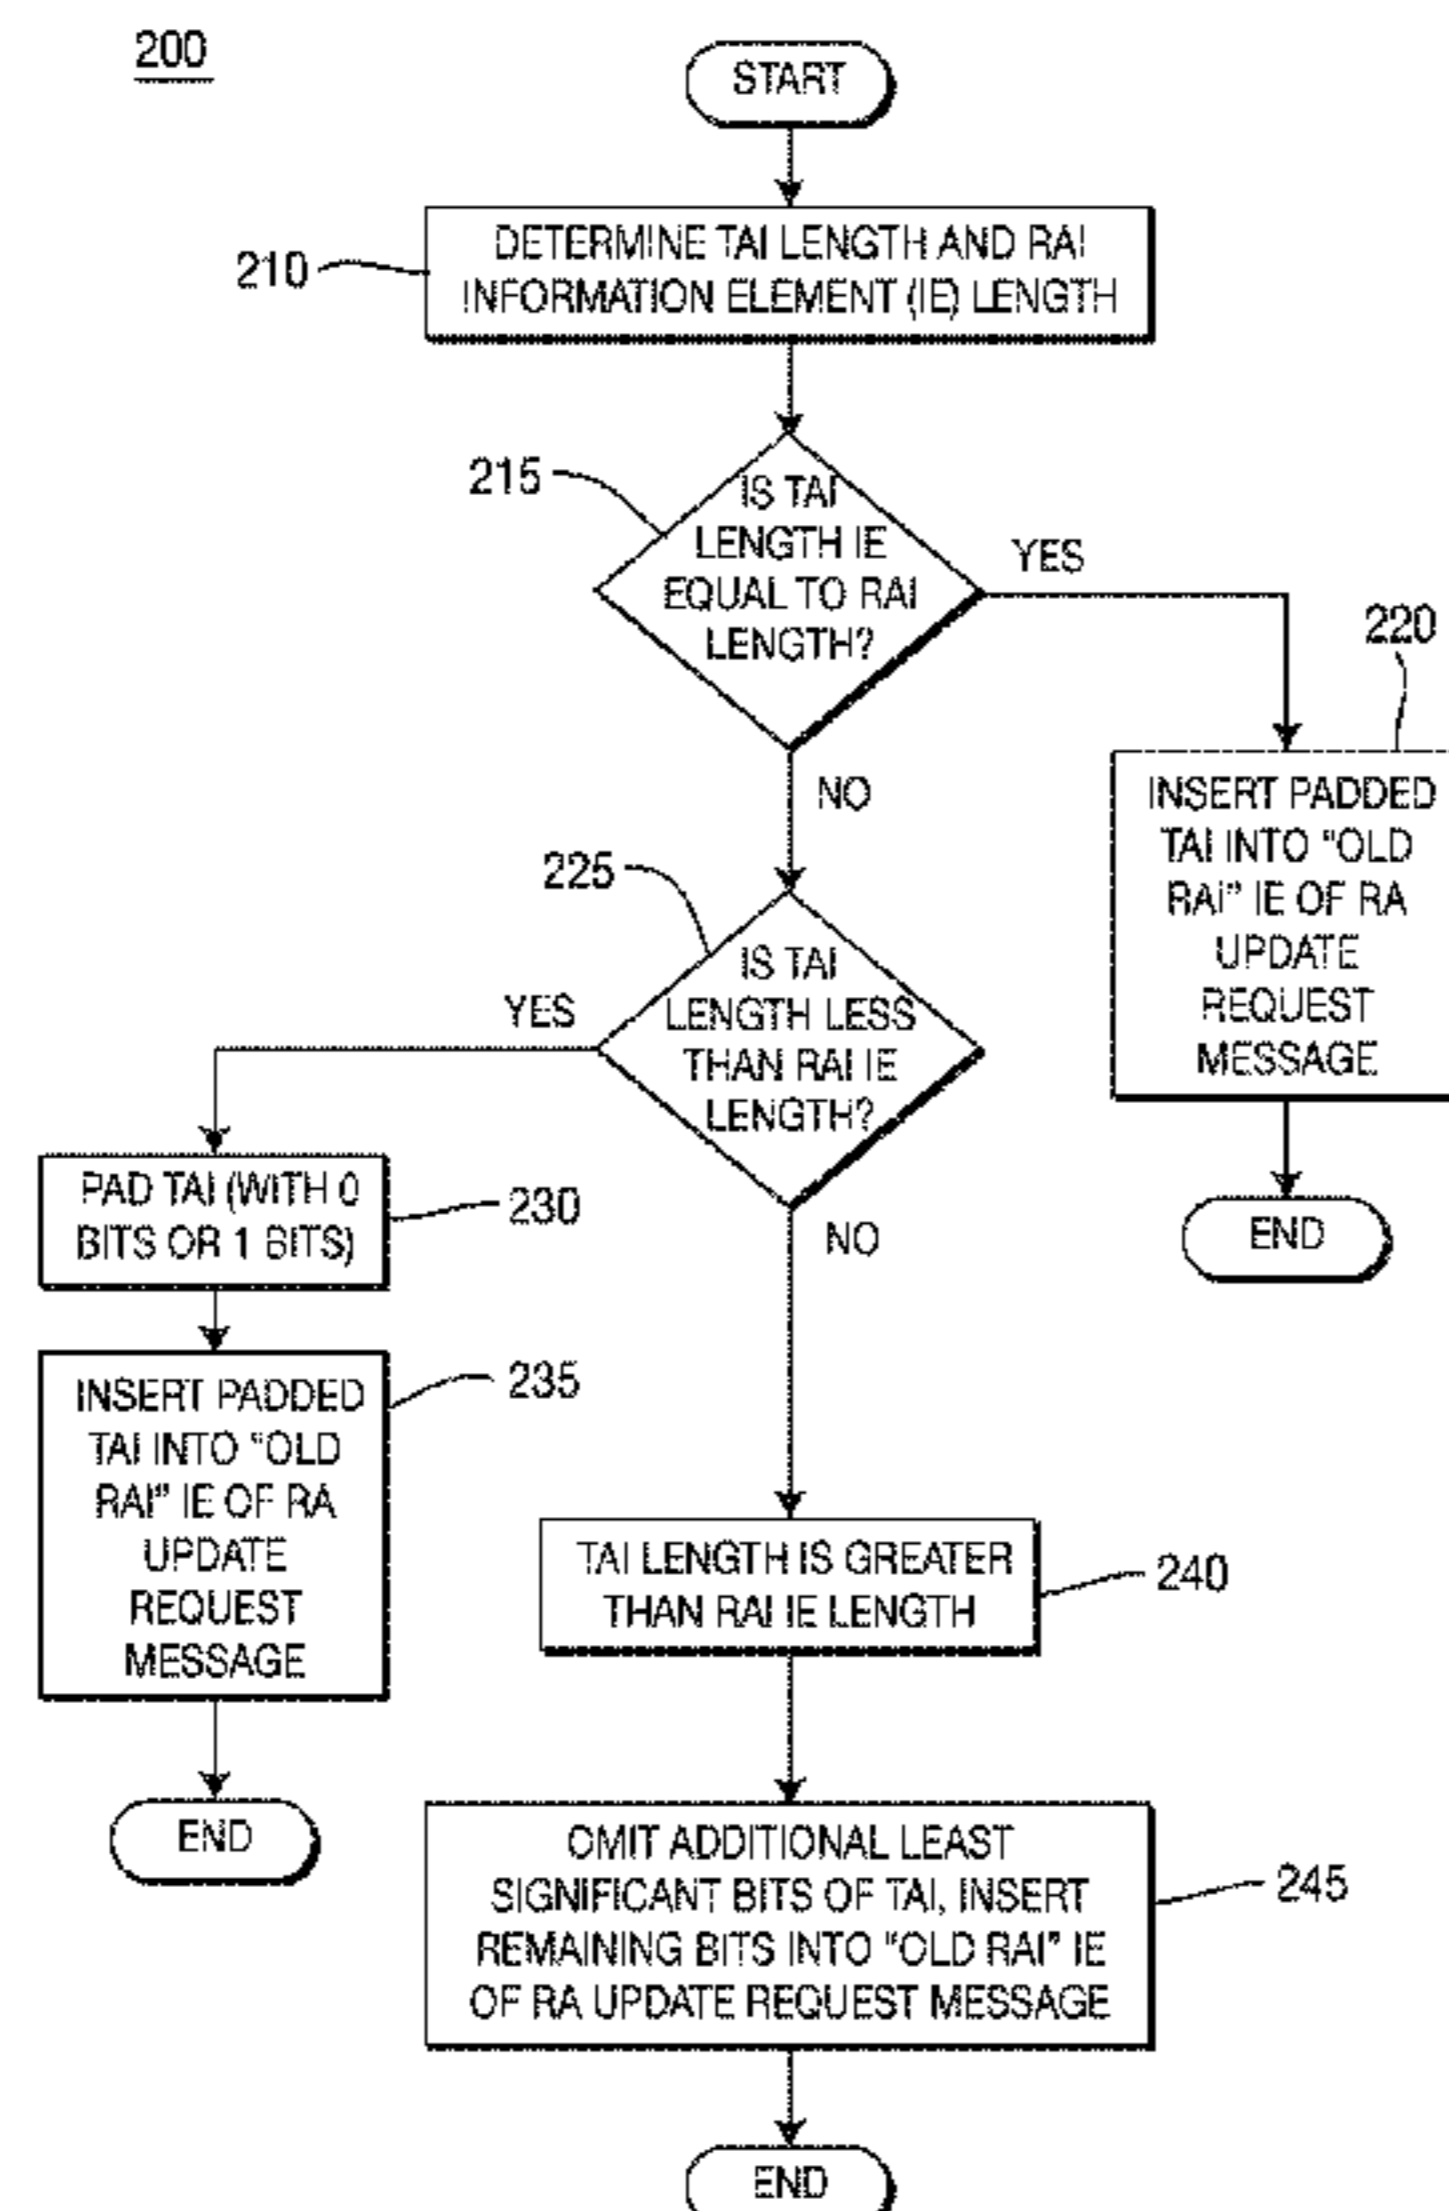 200
START
210
DETERMINE TAI LENGTH AND RAI
INFORMATION ELEMENT (IE) LENGTH
215
IS TAI
LENGTH IE
EQUAL TO RAI
LENGTH?
YES
220
NO
INSERT PADDED
TAI INTO "OLD
RAI" IE OF RA
UPDATE
REQUEST
MESSAGE
END
225
IS TAI
LENGTH LESS
THAN RAI IE
LENGTH?
YES
NO
PAD TAI (WITH 0
BITS OR 1 BITS)
230
INSERT PADDED
TAI INTO "OLD
RAI" IE OF RA
UPDATE
REQUEST
MESSAGE
235
END
TAI LENGTH IS GREATER
THAN RAI IE LENGTH
240
OMIT ADDITIONAL LEAST
SIGNIFICANT BITS OF TAI, INSERT
REMAINING BITS INTO "OLD RAI" IE
OF RA UPDATE REQUEST MESSAGE
245
END